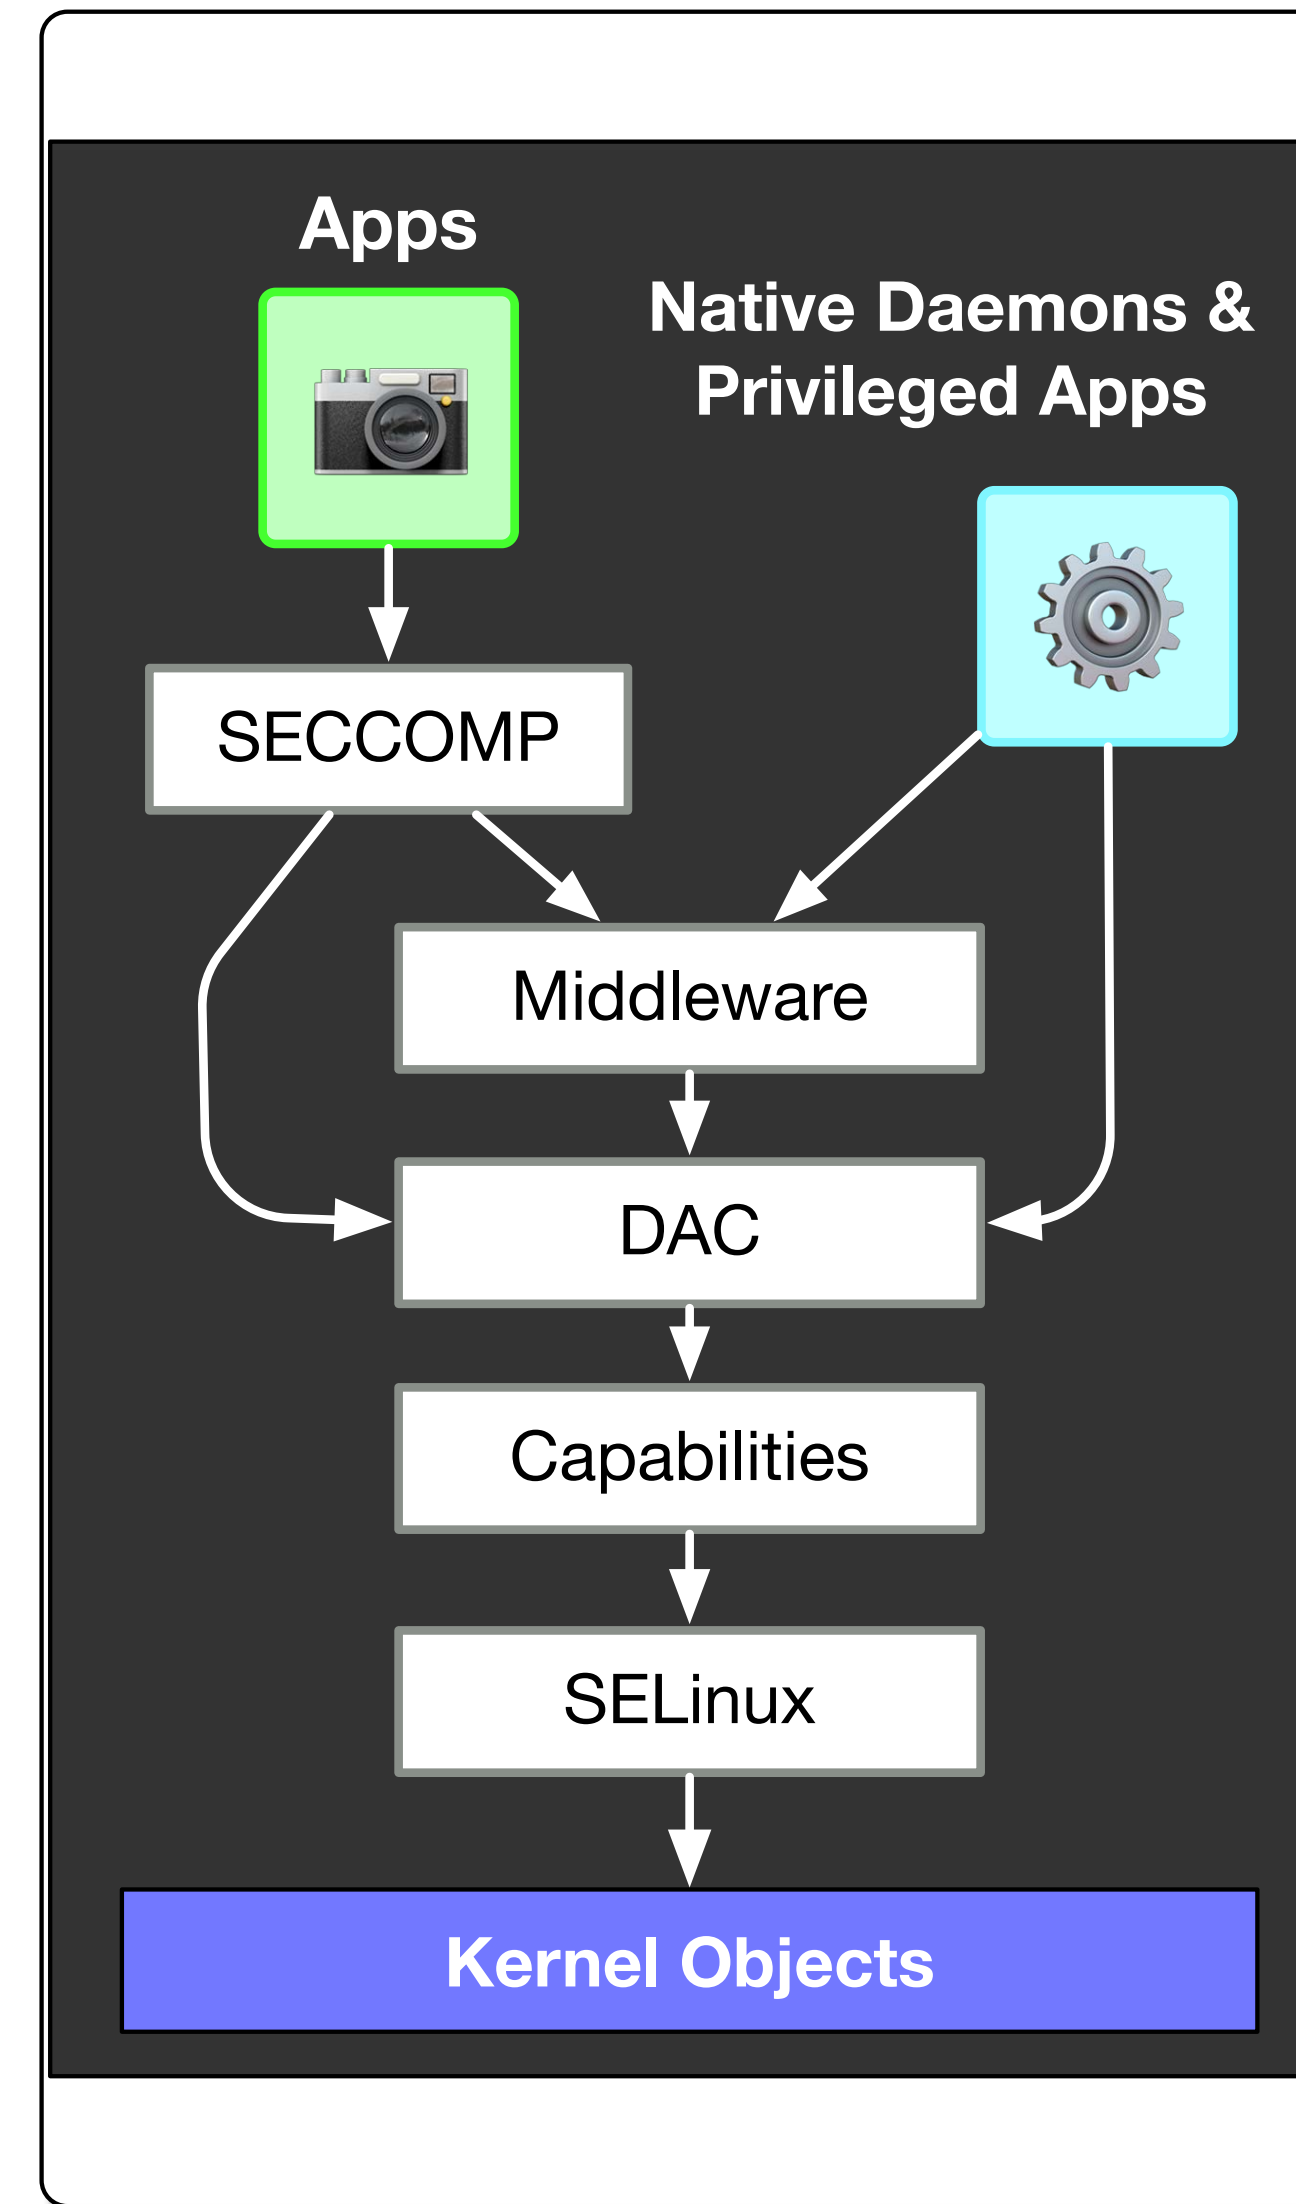 Apps
Native Daemons &
Privileged Apps
SECCOMP
Middleware
DAC
Capabilities
SELinux
Kernel Objects